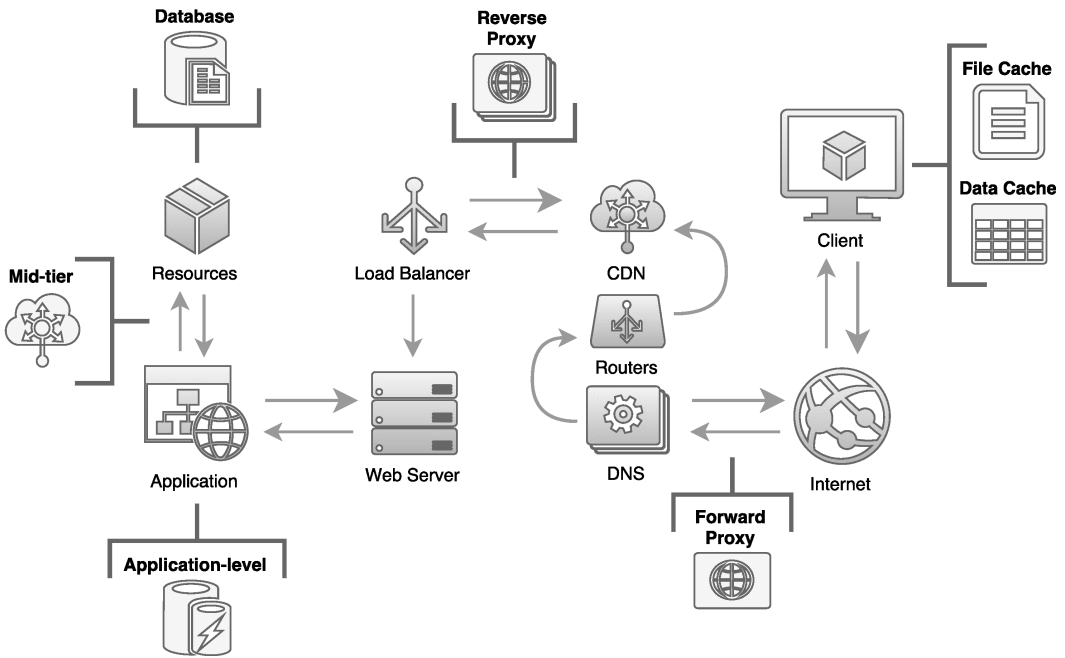 Database
Reverse
Proxy
File Cache
Data Cache
Client
Resources
Load Balancer
CDN
Mid-tier
Routers
Application
Web Server
DNS
Internet
Forward
Proxy
Application-level